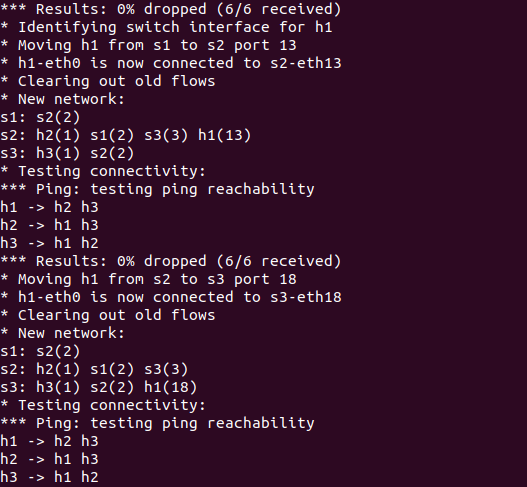 *** Results: 0% dropped (6/6 received)
* Identifying switch interface for h1
* Moving h1 from s1 to s2 port 13
* h1-eth0 is now connected to s2-eth13
* Clearing out old flows
* New network:
s1: s2(2)
s2: h2(1) s1(2) s3(3) h1(13)
s3: h3(1) s2(2)
* Testing connectivity:
*** Ping: testing ping reachability
h1 -> h2 h3
h2 -> h1 h3
h3 -> h1 h2
*** Results: 0% dropped (6/6 received)
* Moving h1 from s2 to s3 port 18
* h1-eth0 is now connected to s3-eth18
* Clearing out old flows
* New network:
s1: s2(2)
s2: h2(1) s1(2) s3(3)
s3: h3(1) s2(2) h1(18)
* Testing connectivity:
*** Ping: testing ping reachability
h1 -> h2 h3
h2 -> h1 h3
h3 -> h1 h2